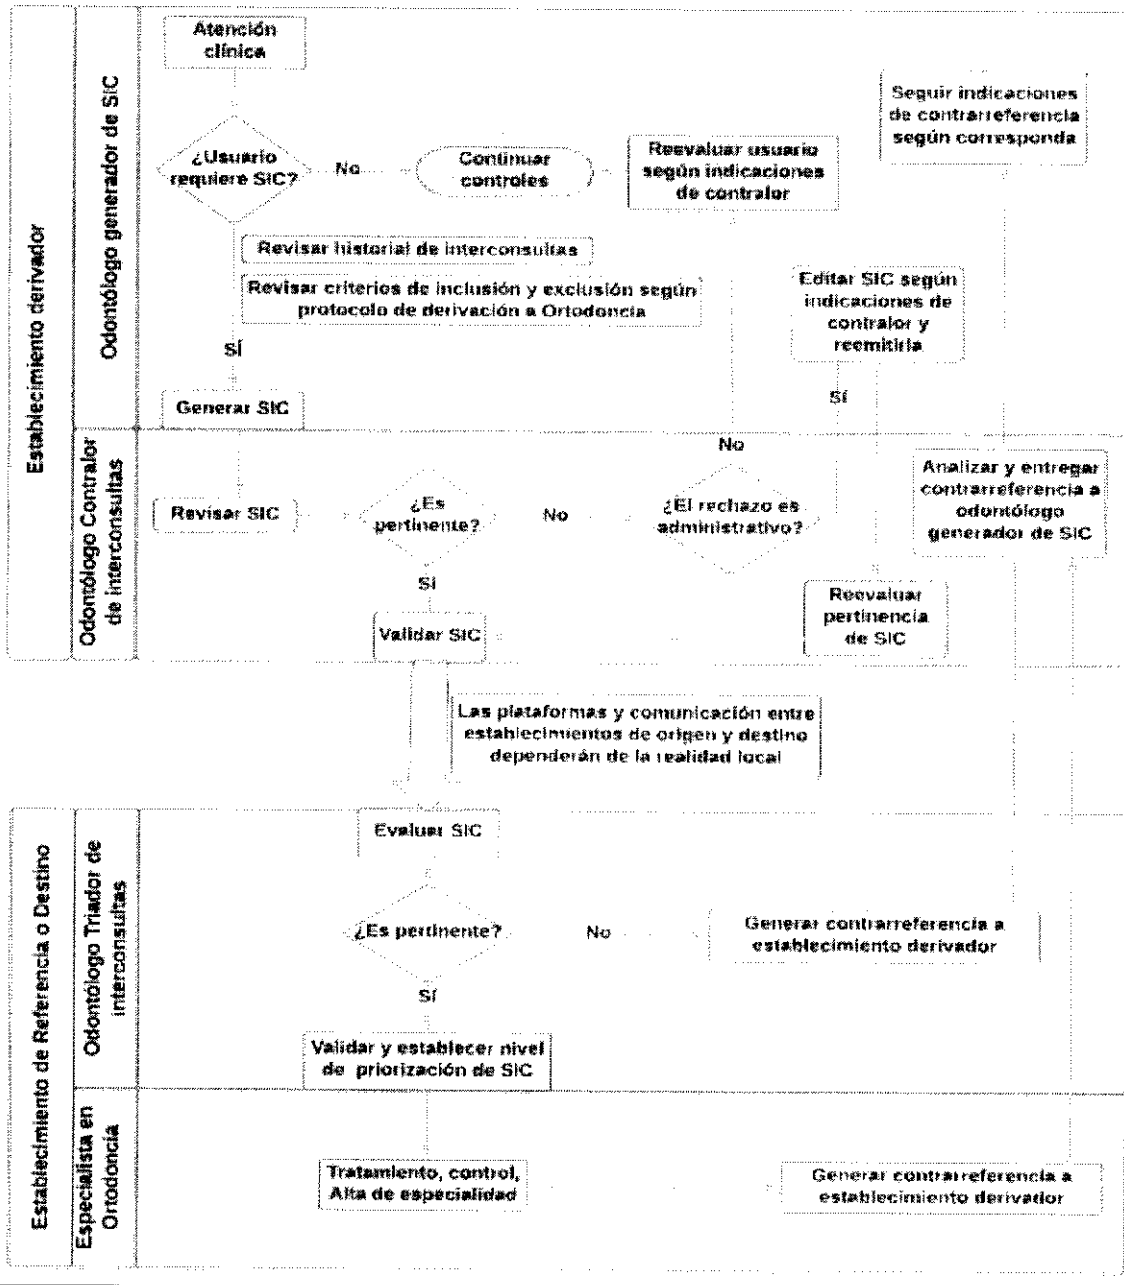 Establecimiento derivador
Odontólogo generador de SIC
Atención
clínica
¿Usuario
requiere SIC?
No
Continuar
controles
Reevaluar usuario
según indicaciones
de contralor
Seguir indicaciones
de contrarreferencia
según corresponda
Revisar historial de interconsultas
Revisar criterios de inclusión y exclusión según
protocolo de derivación a Ortodoncia
Editar SIC según
indicaciones de
contralor y
reemitirla
SÍ
Sí
Generar SIC
Odontólogo Contralor
de interconsultas
Revisar SIC
¿Es
pertinente?
No
No
¿El rechazo es
administrativo?
Analizar y entregar
contrarreferencia a
odontólogo
generador de SIC
Sí
Validar SIC
Reevaluar
pertinencia
de SIC
Las plataformas y comunicación entre
establecimientos de origen y destino
dependerán de la realidad local
Establecimiento de Referencia o Destino
Odontólogo Triador de
interconsultas
Evaluar SIC
¿Es pertinente?
No
Generar contrarreferencia a
establecimiento derivador
Sí
Validar y establecer nivel
de priorización de SIC
Especialista en
Ortodoncia
Tratamiento, control,
Alta de especialidad
Generar contrarreferencia a
establecimiento derivador